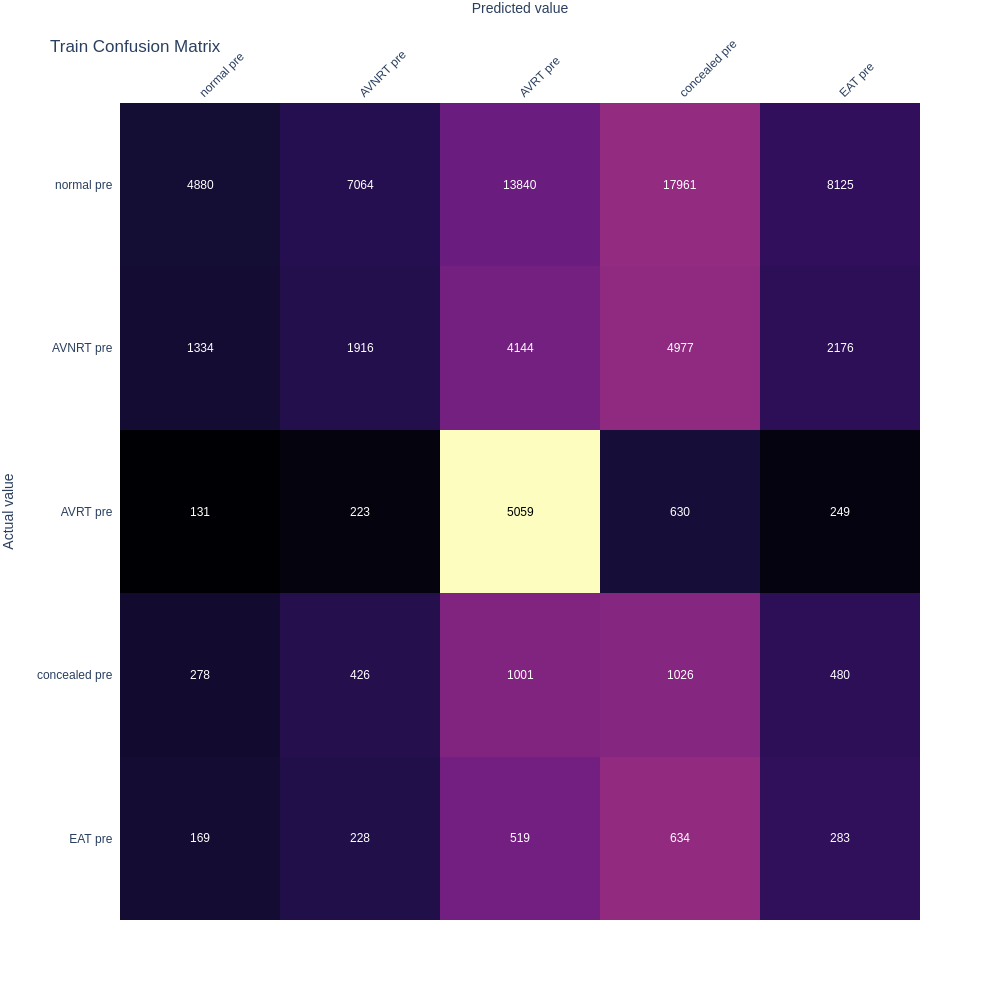 Predicted value
Train Confusion Matrix
normal pre AVNRT pre AVRT pre concealed pre EAT pre
normal pre 4880 7064 13840 17961 8125
AVNRT pre 1334 1916 4144 4977 2176
AVRT pre 131 223 5059 630 249
concealed pre 278 426 1001 1026 480
EAT pre 169 228 519 634 283
Actual value